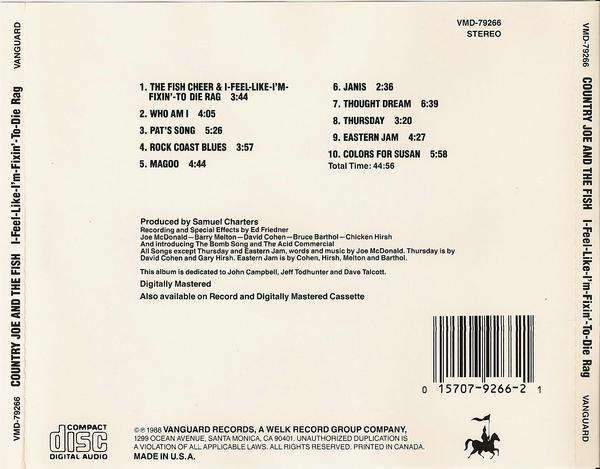 VMD-79266
STEREO
VMD-79266 COUNTRY JOE AND THE FISH I-Feel-Like-I'm-Fixin'-To-Die Rag VANGUARD
1. THE FISH CHEER & I-FEEL-LIKE-I'M-
FIXIN'-TO DIE RAG 3:44
2. WHO AM I 4:05
3. PAT'S SONG 5:26
4. ROCK COAST BLUES 3:57
5. MAGOO 4:44
6. JANIS 2:36
7. THOUGHT DREAM 6:39
8. THURSDAY 3:20
9. EASTERN JAM 4:27
10. COLORS FOR SUSAN 5:58
Total Time: 44:56
Produced by Samuel Charters
Recording and Special Effects by Ed Friedner
Joe McDonald—Barry Melton—David Cohen—Bruce Barthol—Chicken Hirsh
And introducing The Bomb Song and The Acid Commercial
All Songs except Thursday and Eastern Jam, words and music by Joe McDonald. Thursday is by
David Cohen and Gary Hirsh. Eastern Jam is by Cohen, Hirsh, Melton and Barthol.
This album is dedicated to John Campbell, Jeff Todhunter and Dave Talcott.
Digitally Mastered
Also available on Record and Digitally Mastered Cassette
0 15707-9266-2 1
COMPACT
disc
DIGITAL AUDIO
©℗ 1988 VANGUARD RECORDS, A WELK RECORD GROUP COMPANY,
1299 OCEAN AVENUE, SANTA MONICA, CA 90401. UNAUTHORIZED DUPLICATION IS
A VIOLATION OF APPLICABLE LAWS. ALL RIGHTS RESERVED. PRINTED IN CANADA.
MADE IN U.S.A.
VMD-79266 COUNTRY JOE AND THE FISH I-Feel-Like-I'm-Fixin'-To-Die Rag VANGUARD